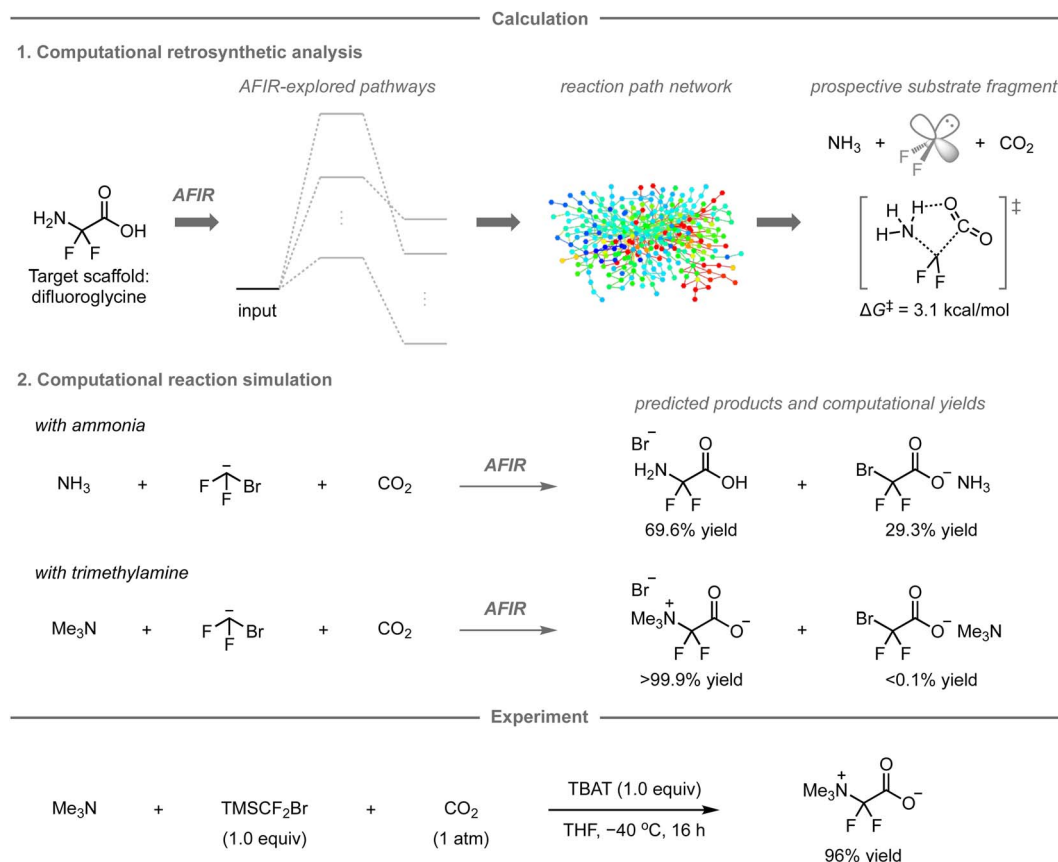 Calculation
1. Computational retrosynthetic analysis
AFIR-explored pathways
reaction path network
prospective substrate fragment
AFIR
H₂N
O
OH
F F
Target scaffold:
difluoroglycine
input
NH₃ + F F + CO₂
H H O
H N C O
F F
‡
ΔG‡ = 3.1 kcal/mol
2. Computational reaction simulation
predicted products and computational yields
with ammonia
NH₃ + F F Br − + CO₂
AFIR
Br−
H₂N O OH
F F
69.6% yield
+
Br O O− NH₃
F F
29.3% yield
with trimethylamine
Me₃N + F F Br − + CO₂
AFIR
Br−
Me₃N+ O O−
F F
>99.9% yield
+
Br O O− Me₃N
F F
<0.1% yield
Experiment
Me₃N + TMSCF₂Br + CO₂
(1.0 equiv) (1 atm)
TBAT (1.0 equiv)
THF, −40 °C, 16 h
Me₃N+ O O−
F F
96% yield